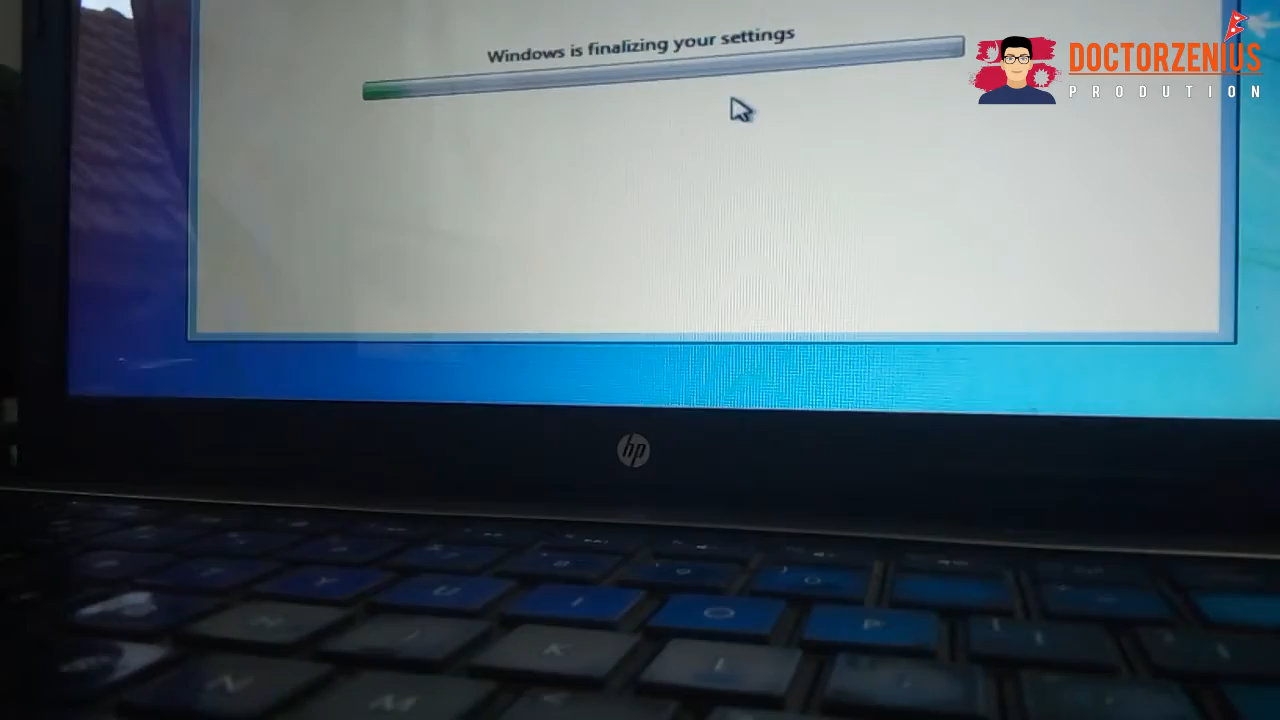 Windows is finalizing your settings
DOCTORZENIUS
PRODUTION
hp
Y U I O P
K L
N M